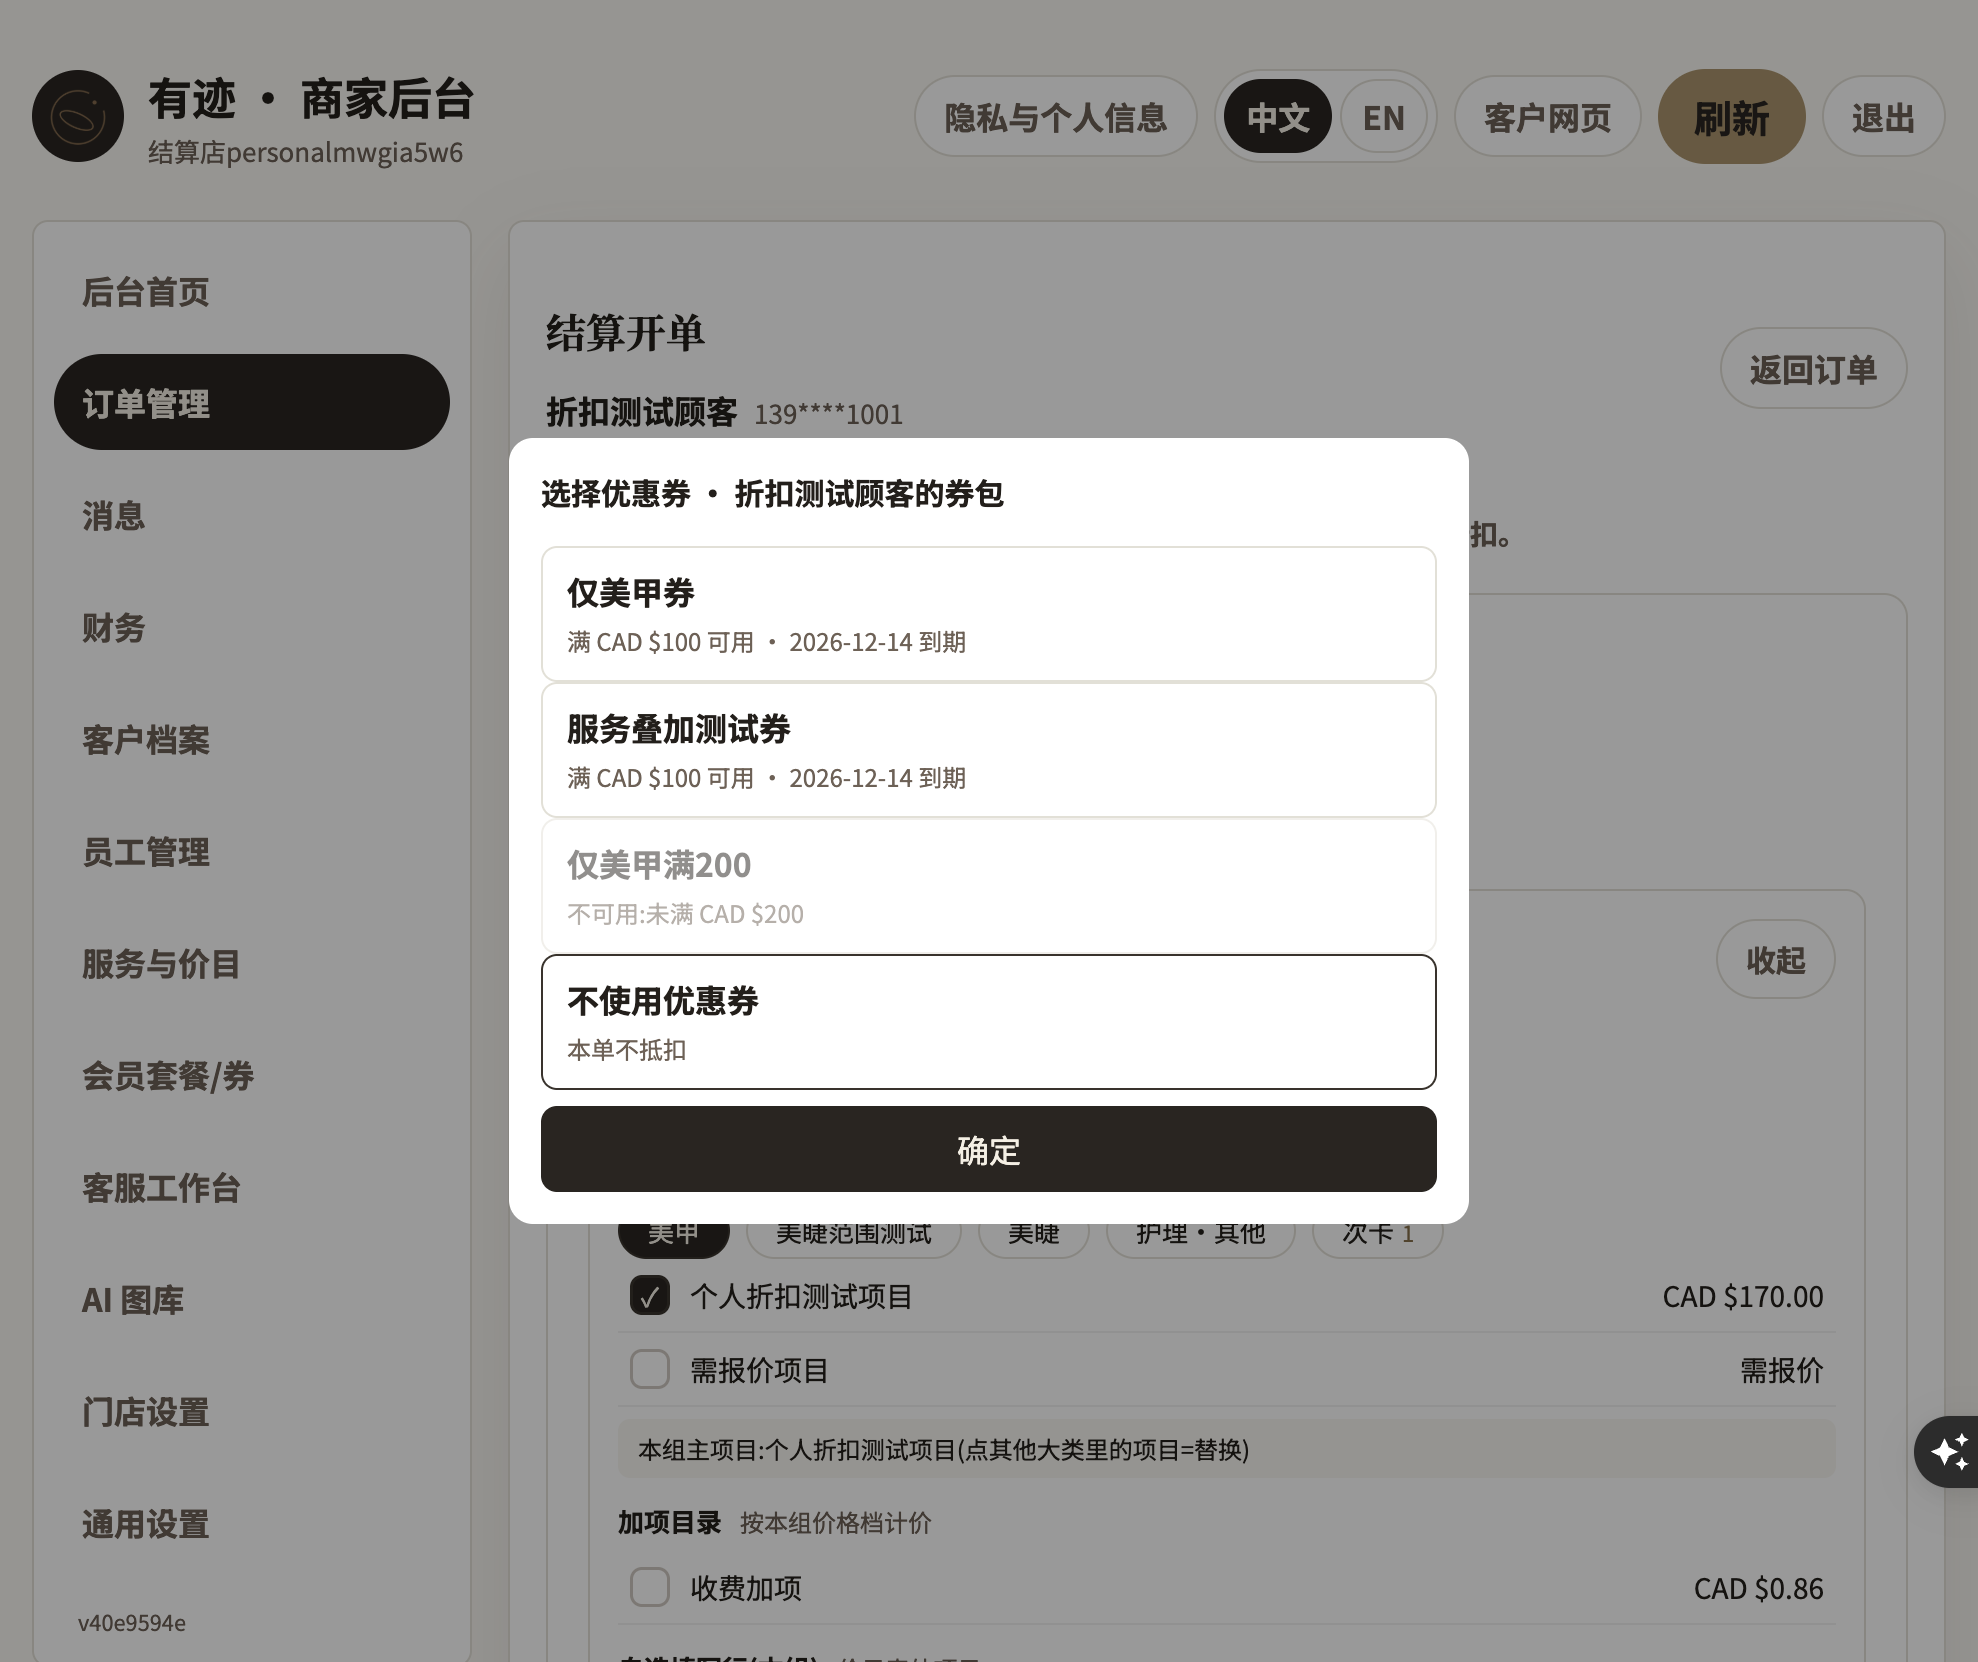 有迹 · 商家后台
结算店personalmwgia5w6
隐私与个人信息
中文
EN
客户网页
刷新
退出
后台首页
订单管理
消息
财务
客户档案
员工管理
服务与价目
会员套餐/券
客服工作台
AI 图库
门店设置
通用设置
v40e9594e
结算开单
返回订单
折扣测试顾客 139****1001
扣。
选择优惠券 · 折扣测试顾客的券包
仅美甲券
满 CAD $100 可用 · 2026-12-14 到期
服务叠加测试券
满 CAD $100 可用 · 2026-12-14 到期
仅美甲满200
不可用:未满 CAD $200
不使用优惠券
本单不抵扣
确定
收起
美甲
美睫范围测试
美睫
护理·其他
次卡 1
个人折扣测试项目 CAD $170.00
需报价项目 需报价
本组主项目:个人折扣测试项目(点其他大类里的项目=替换)
加项目录 按本组价格档计价
收费加项 CAD $0.86